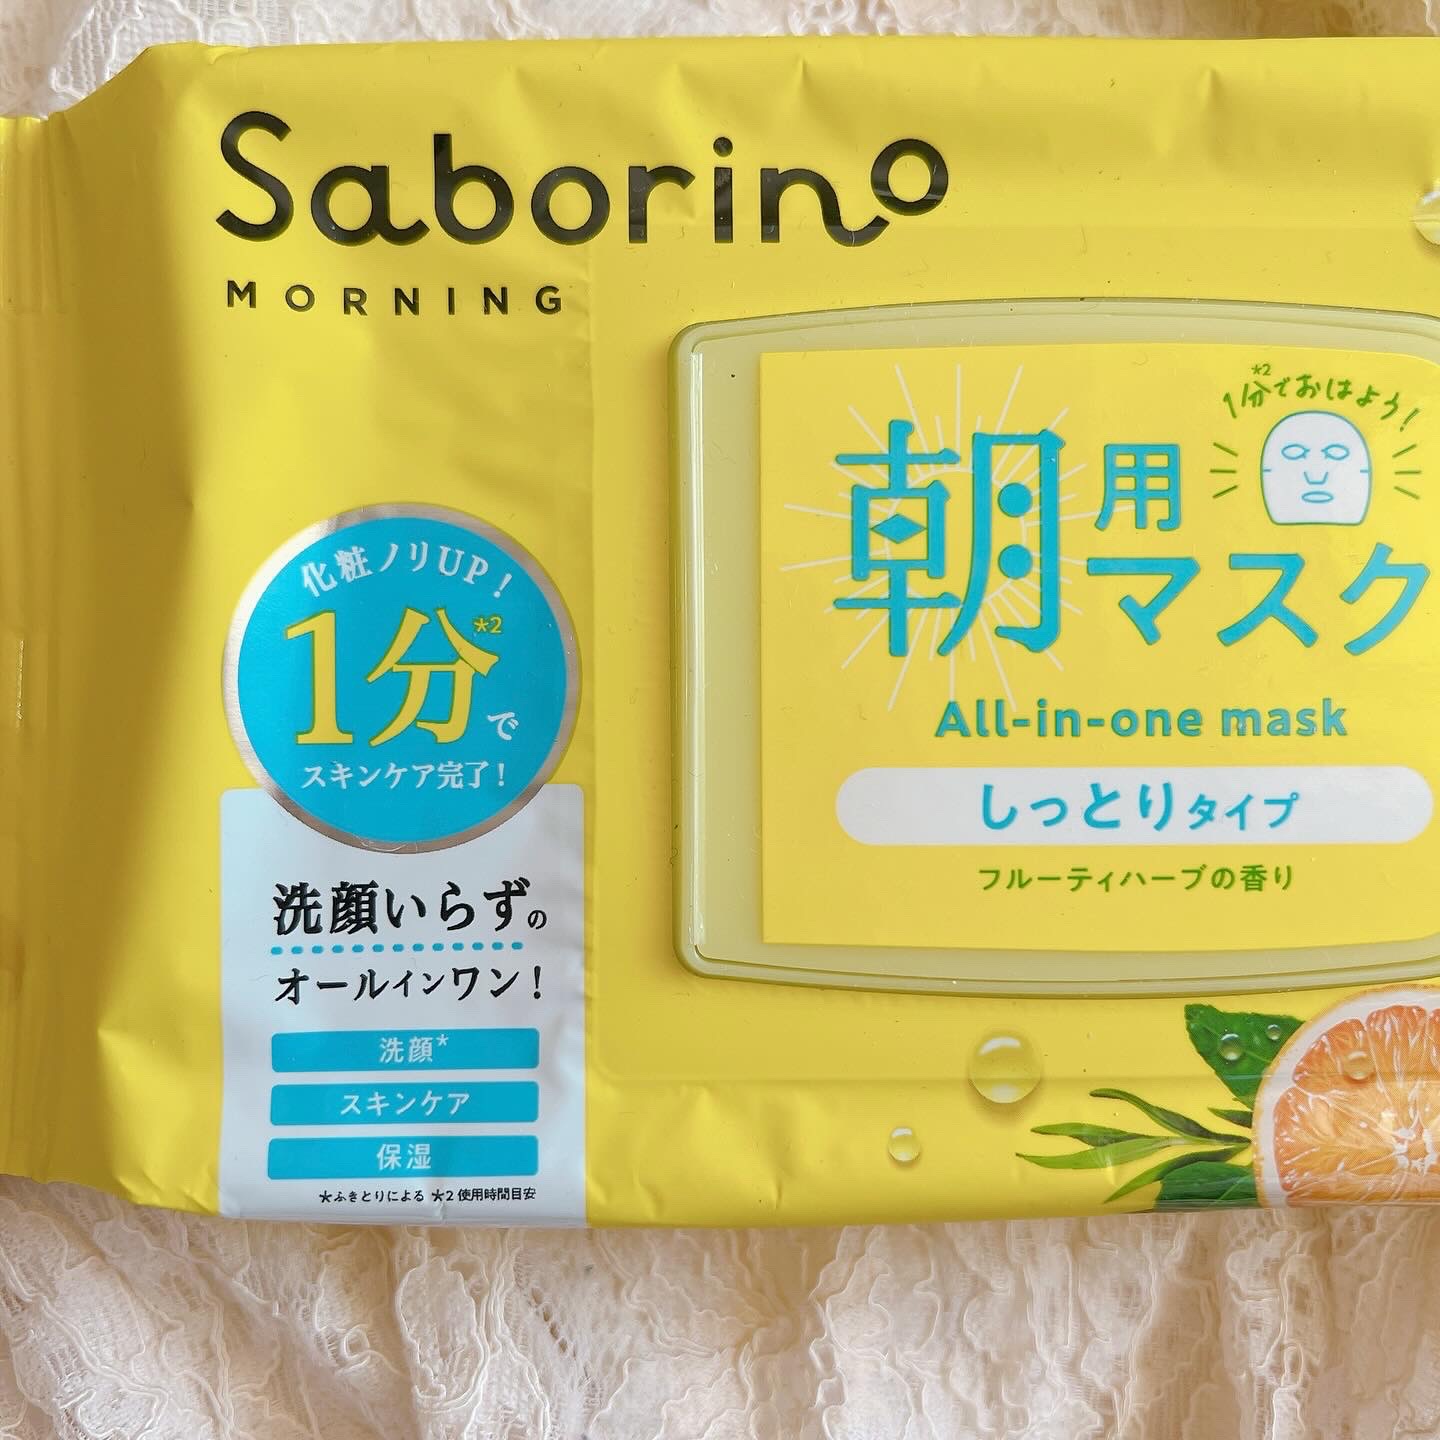 Saborino
MORNING
化粧ノリUP！
1分*2で
スキンケア完了！
洗顔いらずの
オールインワン！
洗顔*
スキンケア
保湿
*ふきとりによる *2 使用時間目安
*2
1分でおはよう！
朝用マスク
All-in-one mask
しっとりタイプ
フルーティハーブの香り